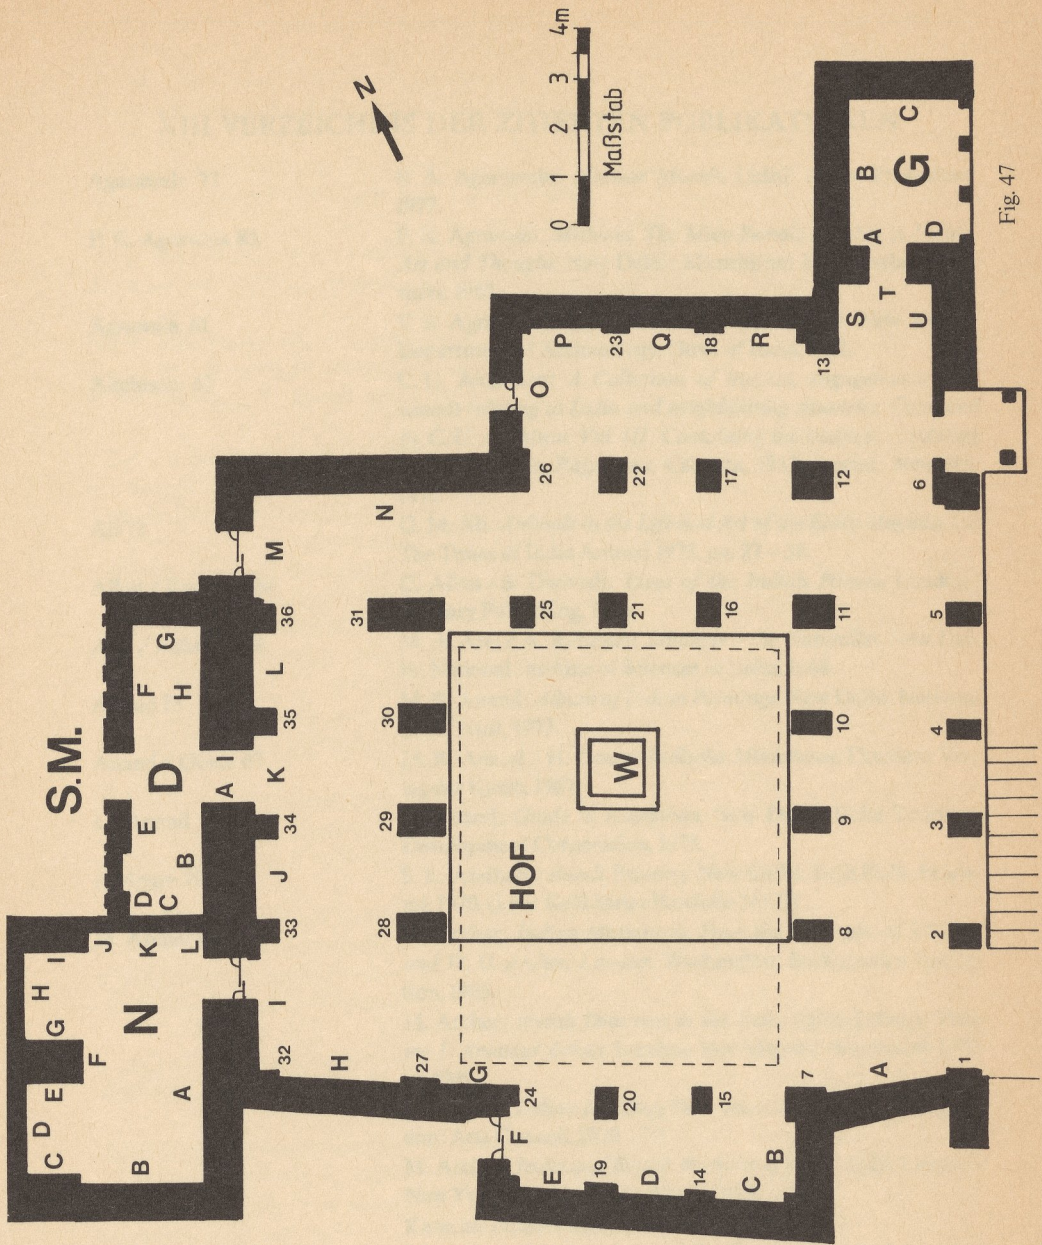 S.M.
N
0 1 2 3 4m
Maßstab
C D E F G H I J K L
N
A
B
D C B E D A F H G
G
A B C D
S T U
I J K L M N O
32 33 34 35 36
H G F E D C B A
27 28 29 30 31
P Q R
24 25 26
23
19 20 21 22
14 15 16 17 18
HOF
W
7 8 9 10 11 12 13
1 2 3 4 5 6
Fig. 47